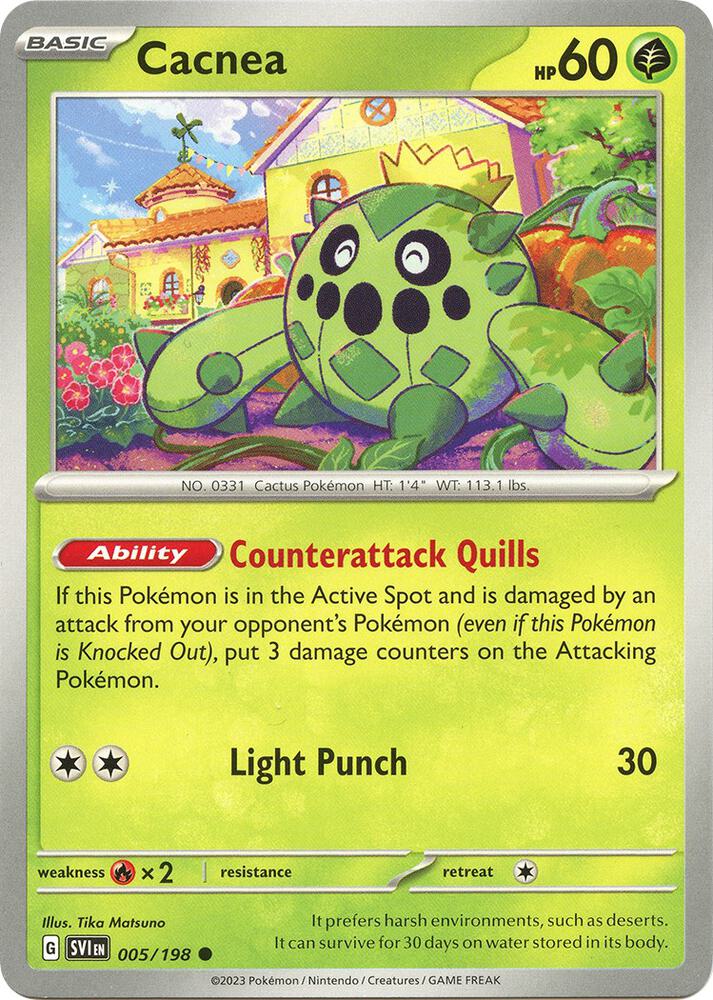 BASIC
Cacnea
HP 60
NO. 0331 Cactus Pokémon HT: 1'4" WT: 113.1 lbs.
Ability Counterattack Quills
If this Pokémon is in the Active Spot and is damaged by an
attack from your opponent's Pokémon (even if this Pokémon
is Knocked Out), put 3 damage counters on the Attacking
Pokémon.
Light Punch 30
weakness ×2 resistance retreat
Illus. Tika Matsuno
It prefers harsh environments, such as deserts.
It can survive for 30 days on water stored in its body.
G SVI EN 005/198
©2023 Pokémon / Nintendo / Creatures / GAME FREAK